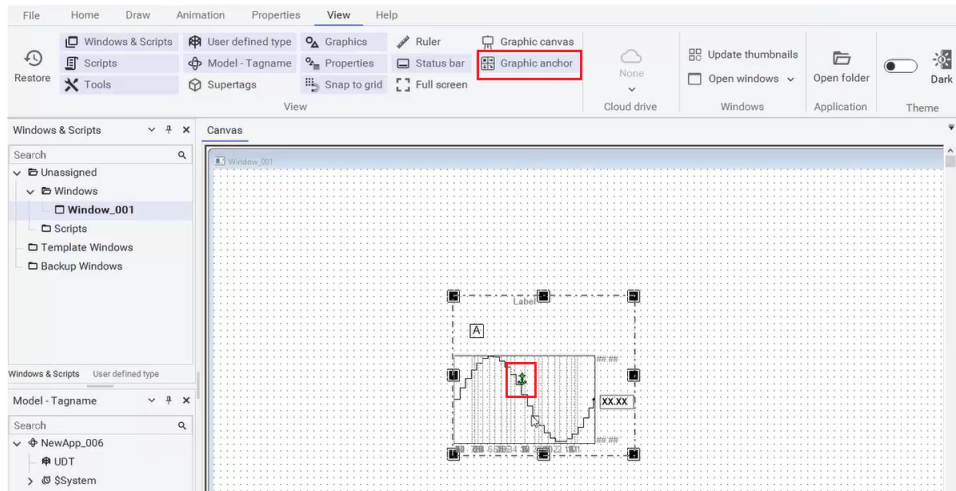 File Home Draw Animation Properties View Help
Windows & Scripts User defined type Graphics Ruler Graphic canvas
Scripts Model - Tagname Properties Status bar Graphic anchor
Tools Supertags Snap to grid Full screen
Restore
None
Update thumbnails
Open windows
Open folder
Dark
View Cloud drive Windows Application Theme
Windows & Scripts
Canvas
Search
Window_001
Unassigned
Windows
Window_001
Scripts
Template Windows
Backup Windows
Label
A
##.##
XX.XX
##.##
Windows & Scripts User defined type
Model - Tagname
Search
NewApp_006
UDT
$System